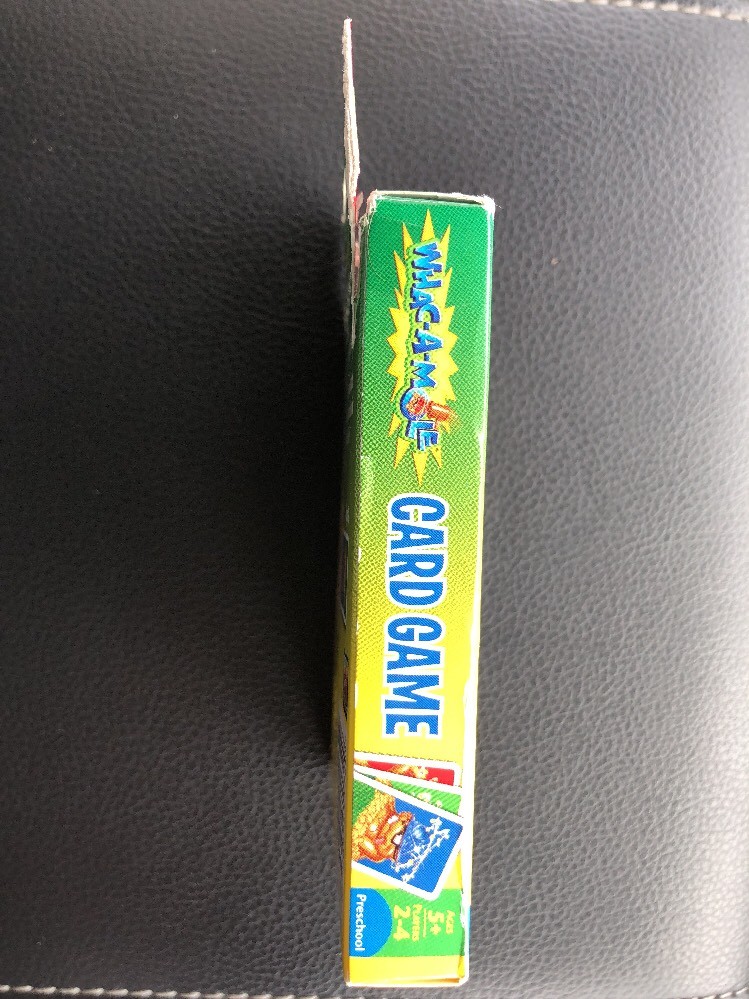 WHAC-A-MOLE
CARD GAME
AGES
5+
PLAYERS
2-4
Preschool